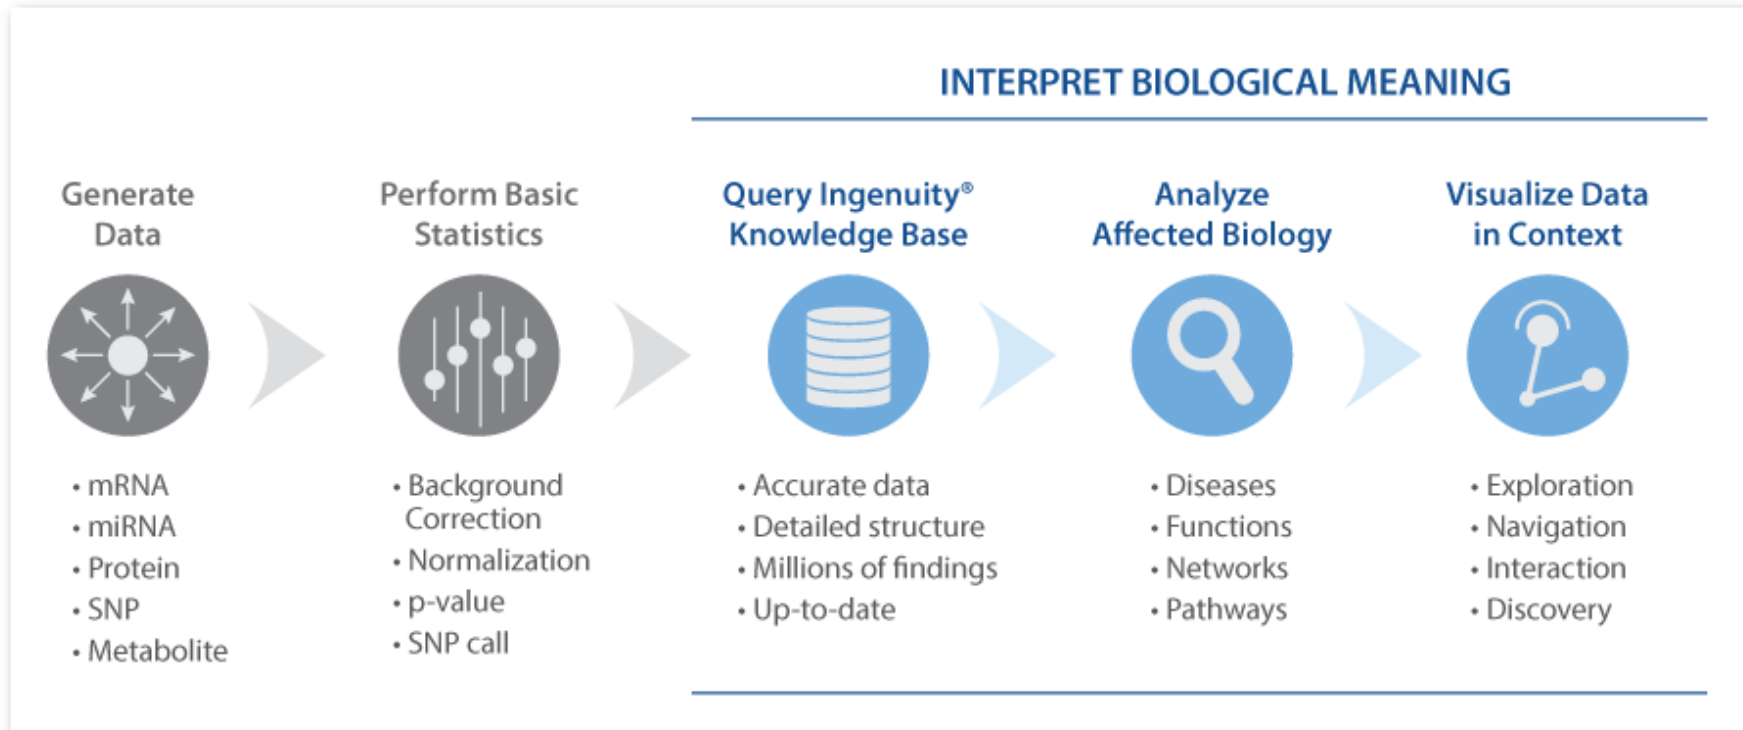 INTERPRET BIOLOGICAL MEANING
Generate
Data
• mRNA
• miRNA
• Protein
• SNP
• Metabolite
Perform Basic
Statistics
• Background
Correction
• Normalization
• p-value
• SNP call
Query Ingenuity®
Knowledge Base
• Accurate data
• Detailed structure
• Millions of findings
• Up-to-date
Analyze
Affected Biology
• Diseases
• Functions
• Networks
• Pathways
Visualize Data
in Context
• Exploration
• Navigation
• Interaction
• Discovery